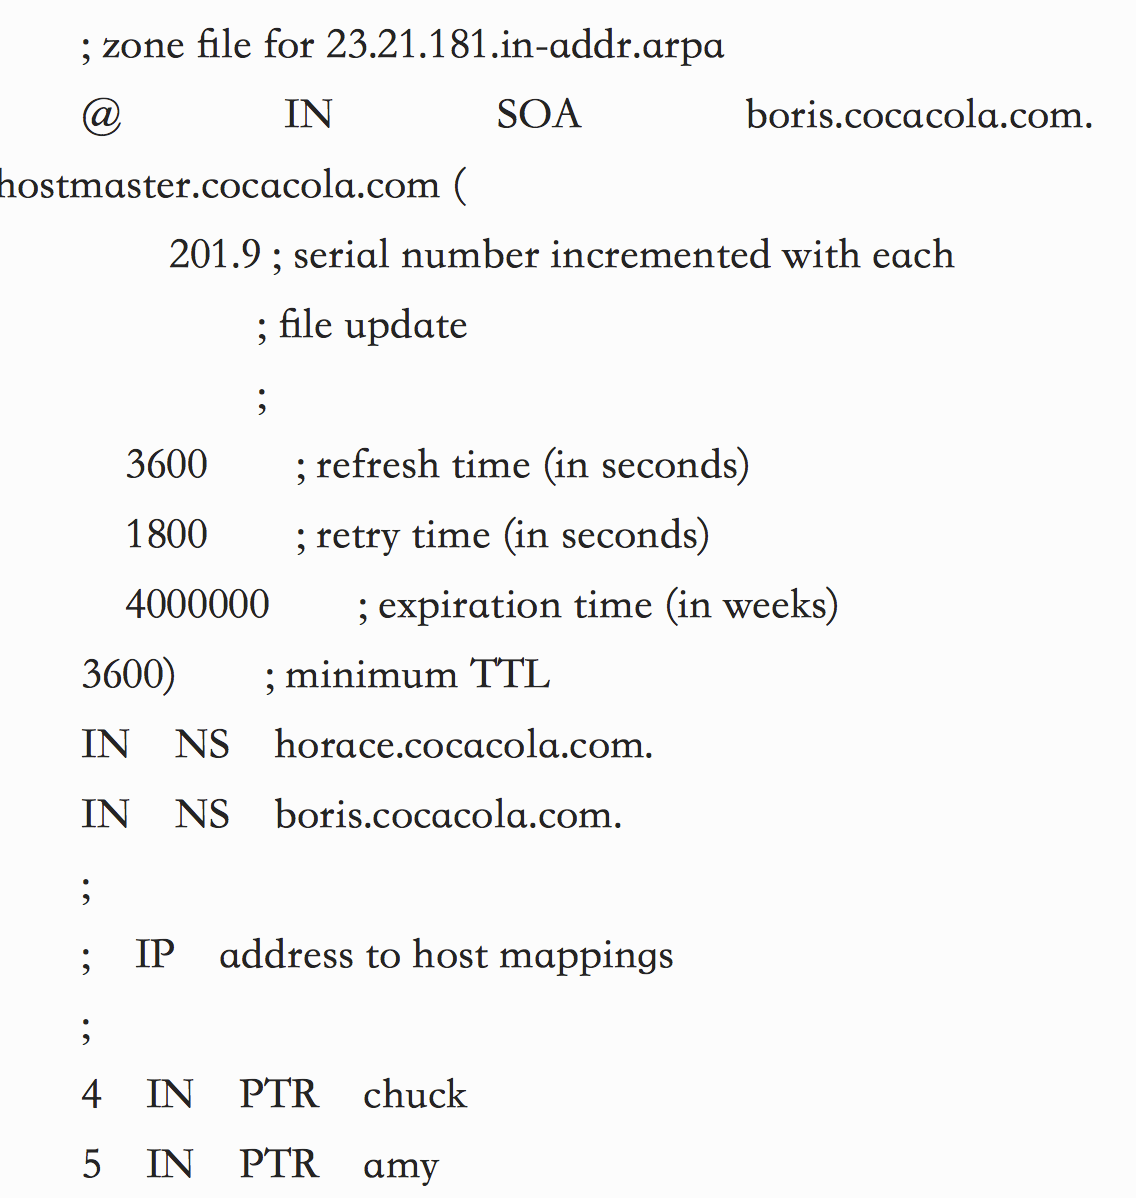 ; zone file for 23.21.181.in-addr.arpa
@ IN SOA boris.cocacola.com.
hostmaster.cocacola.com (
201.9 ; serial number incremented with each
; file update
;
3600 ; refresh time (in seconds)
1800 ; retry time (in seconds)
4000000 ; expiration time (in weeks)
3600) ; minimum TTL
IN NS horace.cocacola.com.
IN NS boris.cocacola.com.
;
; IP address to host mappings
;
4 IN PTR chuck
5 IN PTR amy